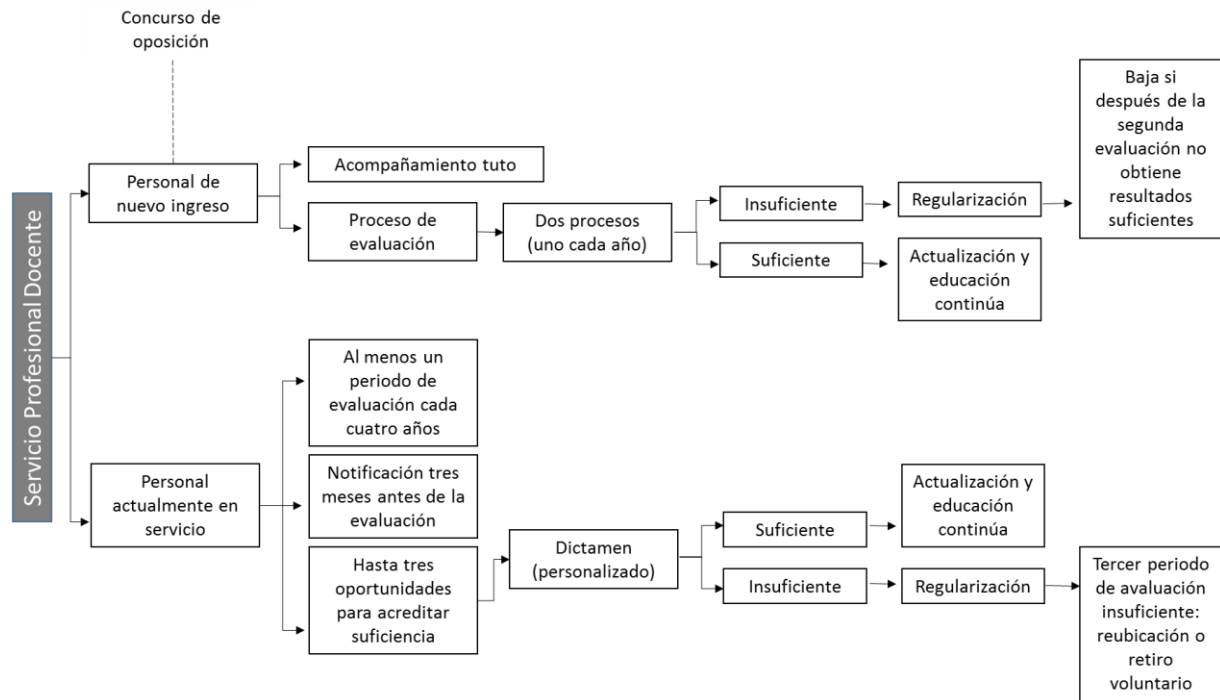 Concurso de
oposición
Servicio Profesional Docente
Personal de
nuevo ingreso
Acompañamiento tuto
Proceso de
evaluación
Dos procesos
(uno cada año)
Insuficiente
Regularización
Baja si
después de la
segunda
evaluación no
obtiene
resultados
suficientes
Suficiente
Actualización y
educación
continúa
Personal
actualmente en
servicio
Al menos un
periodo de
evaluación cada
cuatro años
Notificación tres
meses antes de la
evaluación
Hasta tres
oportunidades
para acreditar
suficiencia
Dictamen
(personalizado)
Suficiente
Actualización y
educación
continúa
Insuficiente
Regularización
Tercer periodo
de avaluación
insuficiente:
reubicación o
retiro
voluntario